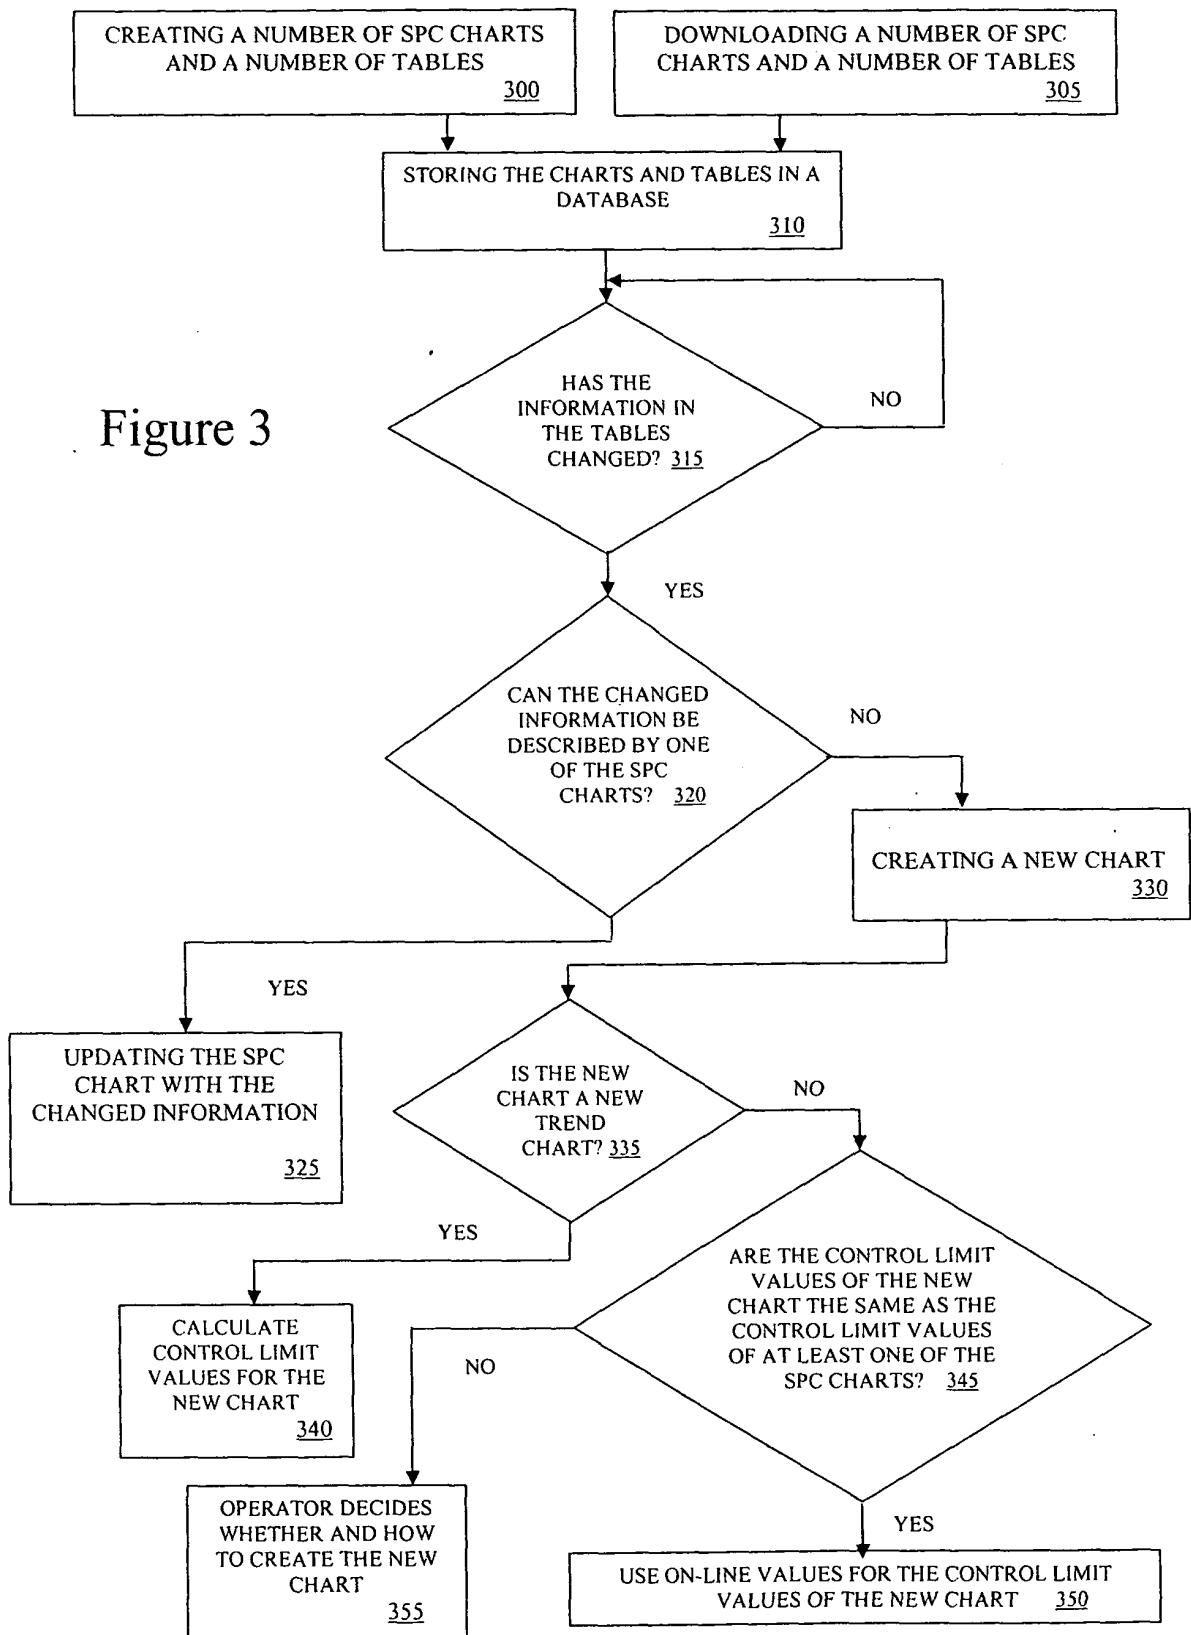 CREATING A NUMBER OF SPC CHARTS
AND A NUMBER OF TABLES
300
DOWNLOADING A NUMBER OF SPC
CHARTS AND A NUMBER OF TABLES
305
STORING THE CHARTS AND TABLES IN A
DATABASE
310
Figure 3
HAS THE
INFORMATION IN
THE TABLES
CHANGED? 315
NO
YES
CAN THE CHANGED
INFORMATION BE
DESCRIBED BY ONE
OF THE SPC
CHARTS? 320
NO
CREATING A NEW CHART
330
YES
UPDATING THE SPC
CHART WITH THE
CHANGED INFORMATION
325
IS THE NEW
CHART A NEW
TREND
CHART? 335
NO
YES
CALCULATE
CONTROL LIMIT
VALUES FOR THE
NEW CHART
340
ARE THE CONTROL LIMIT
VALUES OF THE NEW
CHART THE SAME AS THE
CONTROL LIMIT VALUES
OF AT LEAST ONE OF THE
SPC CHARTS? 345
NO
OPERATOR DECIDES
WHETHER AND HOW
TO CREATE THE NEW
CHART
355
YES
USE ON-LINE VALUES FOR THE CONTROL LIMIT
VALUES OF THE NEW CHART 350